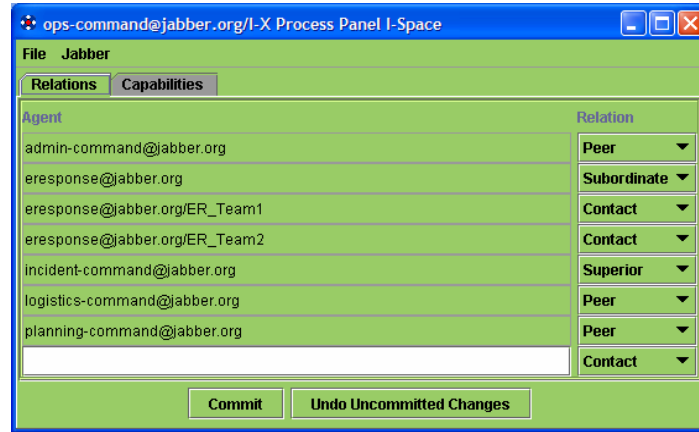 ops-command@jabber.org/I-X Process Panel I-Space
File Jabber
Relations Capabilities
Agent Relation
admin-command@jabber.org Peer
eresponse@jabber.org Subordinate
eresponse@jabber.org/ER_Team1 Contact
eresponse@jabber.org/ER_Team2 Contact
incident-command@jabber.org Superior
logistics-command@jabber.org Peer
planning-command@jabber.org Peer
Contact
Commit Undo Uncommitted Changes